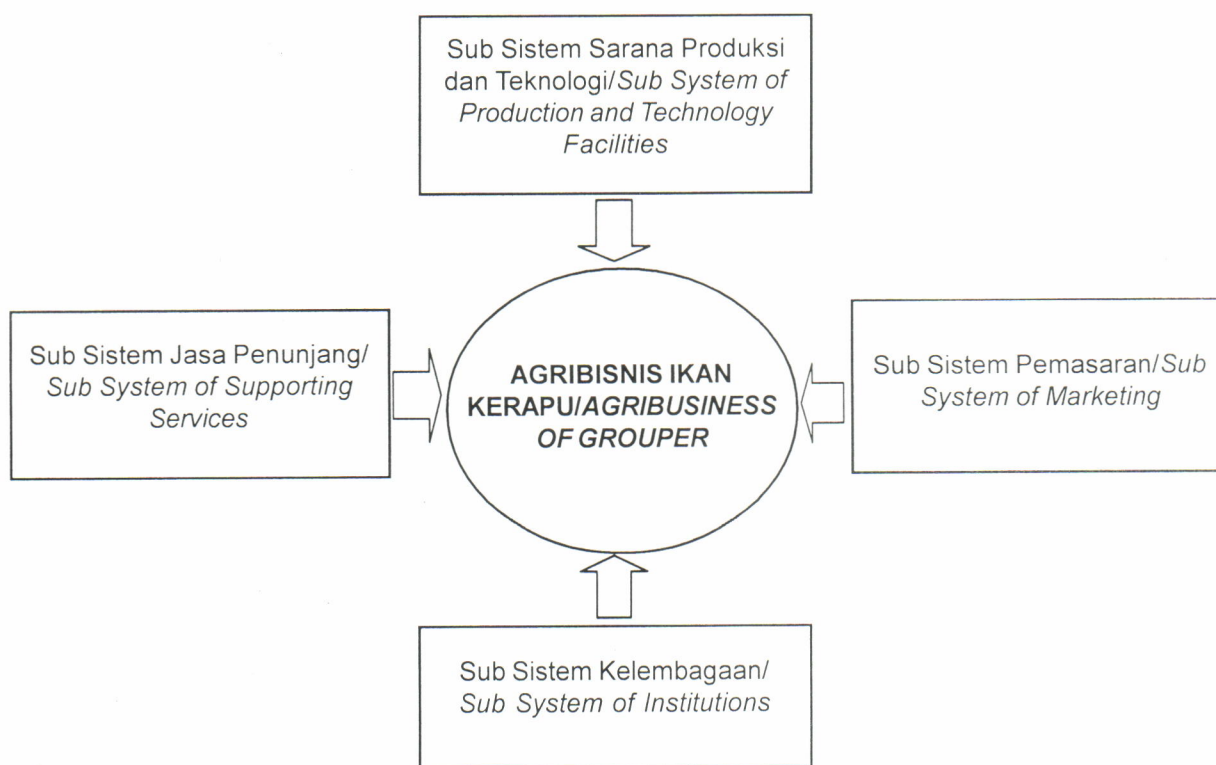 Sub Sistem Sarana Produksi
dan Teknologi/Sub System of
Production and Technology
Facilities
Sub Sistem Jasa Penunjang/
Sub System of Supporting
Services
AGRIBISNIS IKAN
KERAPU/AGRIBUSINESS
OF GROUPER
Sub Sistem Pemasaran/Sub
System of Marketing
Sub Sistem Kelembagaan/
Sub System of Institutions